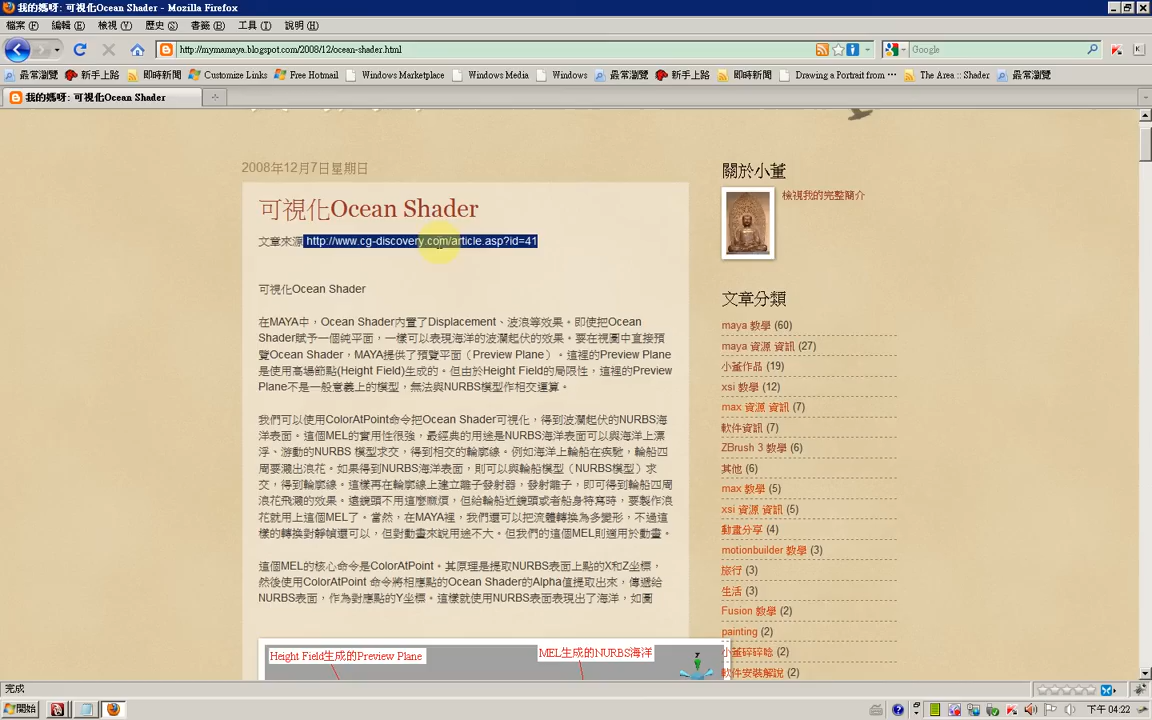 我的媽呀: 可視化Ocean Shader - Mozilla Firefox
檔案(F) 編輯(E) 檢視(V) 歷史(S) 書籤(B) 工具(T) 說明(H)
http://mymamaya.blogspot.com/2008/12/ocean-shader.html
Google
最常瀏覽 新手上路 即時新聞 Customize Links Free Hotmail Windows Marketplace Windows Media Windows 最常瀏覽 新手上路 即時新聞 Drawing a Portrait from … The Area :: Shader 最常瀏覽
我的媽呀: 可視化Ocean Shader
2008年12月7日星期日
可視化Ocean Shader
文章來源 http://www.cg-discovery.com/article.asp?id=41
可視化Ocean Shader
在MAYA中，Ocean Shader內置了Displacement、波浪等效果。即使把Ocean
Shader賦予一個純平面，一樣可以表現海洋的波瀾起伏的效果。要在視圖中直接預
覽Ocean Shader，MAYA提供了預覽平面（Preview Plane）。這裡的Preview Plane
是使用高場節點(Height Field)生成的。但由於Height Field的局限性，這裡的Preview
Plane不是一般意義上的模型，無法與NURBS模型作相交運算。
我們可以使用ColorAtPoint命令把Ocean Shader可視化，得到波瀾起伏的NURBS海
洋表面。這個MEL的實用性很強，最經典的用途是NURBS海洋表面可以與海洋上漂
浮、游動的NURBS 模型求交，得到相交的輪廓線。例如海洋上輪船在疾馳，輪船四
周要濺出浪花。如果得到NURBS海洋表面，則可以與輪船模型（NURBS模型）求
交，得到輪廓線。這樣再在輪廓線上建立離子發射器，發射離子，即可得到輪船四周
浪花飛濺的效果。遠鏡頭不用這麼麻煩，但給輪船近鏡頭或者船身特寫時，要製作浪
花就用上這個MEL了。當然，在MAYA裡，我們還可以把流體轉換為多變形，不過這
樣的轉換對靜幀還可以，但對動畫來說用途不大。但我們的這個MEL則適用於動畫。
這個MEL的核心命令是ColorAtPoint。其原理是提取NURBS表面上點的X和Z坐標，
然後使用ColorAtPoint 命令將相應點的Ocean Shader的Alpha值提取出來，傳遞給
NURBS表面，作為對應點的Y坐標。這樣就使用NURBS表面表現出了海洋，如圖
Height Field生成的Preview Plane
MEL生成的NURBS海洋
y
關於小董
檢視我的完整簡介
文章分類
maya 教學 (60)
maya 資源 資訊 (27)
小董作品 (19)
xsi 教學 (12)
max 資源 資訊 (7)
軟件資訊 (7)
ZBrush 3 教學 (6)
其他 (6)
max 教學 (5)
xsi 資源 資訊 (5)
動畫分享 (4)
motionbuilder 教學 (3)
旅行 (3)
生活 (3)
Fusion 教學 (2)
painting (2)
小董碎碎唸 (2)
軟件安裝解說 (2)
完成
開始
下午 04:22